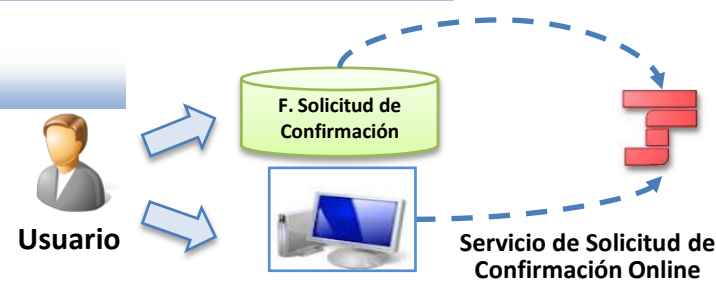 F. Solicitud de
Confirmación
Usuario
Servicio de Solicitud de
Confirmación Online